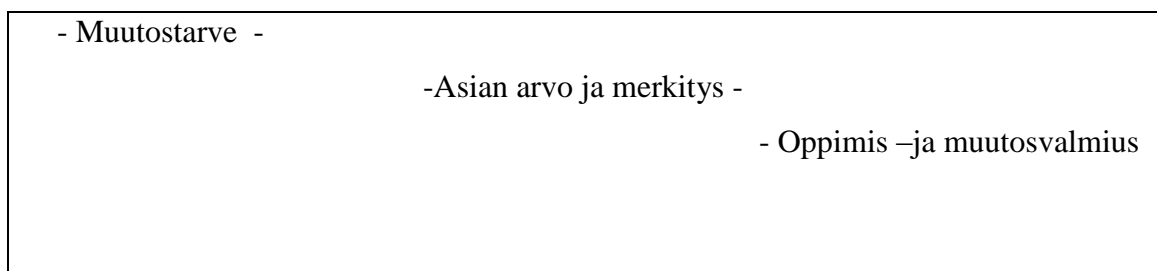 - Muutostarve -
-Asian arvo ja merkitys -
- Oppimis –ja muutosvalmius